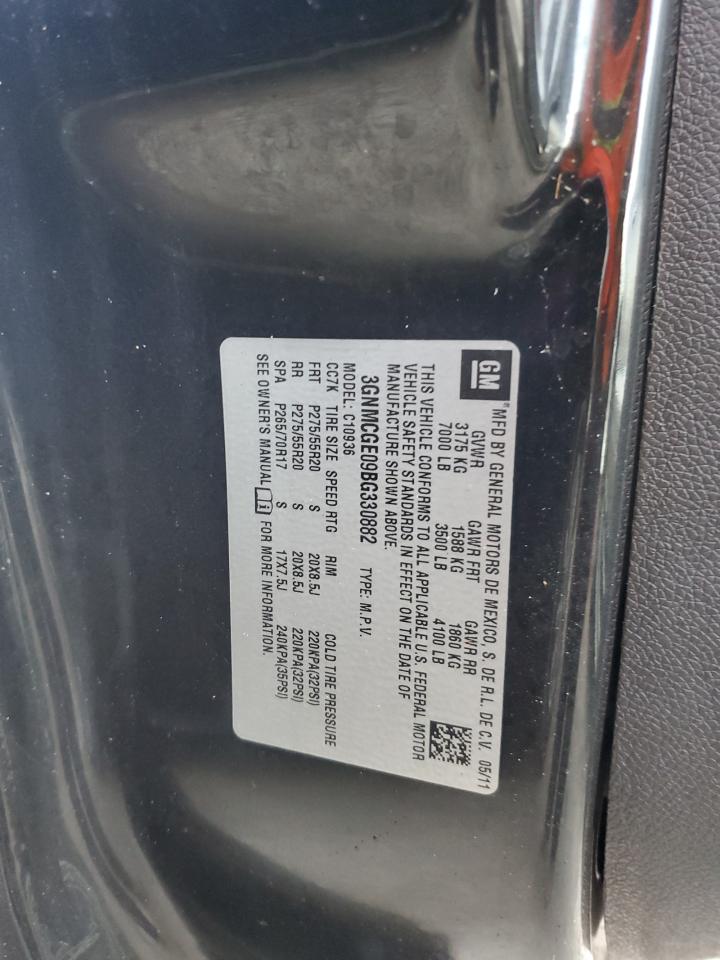 GM
® MFD BY GENERAL MOTORS DE MEXICO, S. DE R.L. DE C.V. 05/11
GVWR GAWR FRT GAWR RR
3175 KG 1588 KG 1860 KG
7000 LB 3500 LB 4100 LB
THIS VEHICLE CONFORMS TO ALL APPLICABLE U.S. FEDERAL MOTOR
VEHICLE SAFETY STANDARDS IN EFFECT ON THE DATE OF
MANUFACTURE SHOWN ABOVE.
3GNMCGE09BG330882 TYPE: M.P.V.
MODEL: C10936
CC7K TIRE SIZE SPEED RTG RIM COLD TIRE PRESSURE
FRT P275/55R20 S 20X8.5J 220KPA(32PSI)
RR P275/55R20 S 20X8.5J 220KPA(32PSI)
SPA P265/70R17 S 17X7.5J 240KPA(35PSI)
SEE OWNER'S MANUAL i FOR MORE INFORMATION.